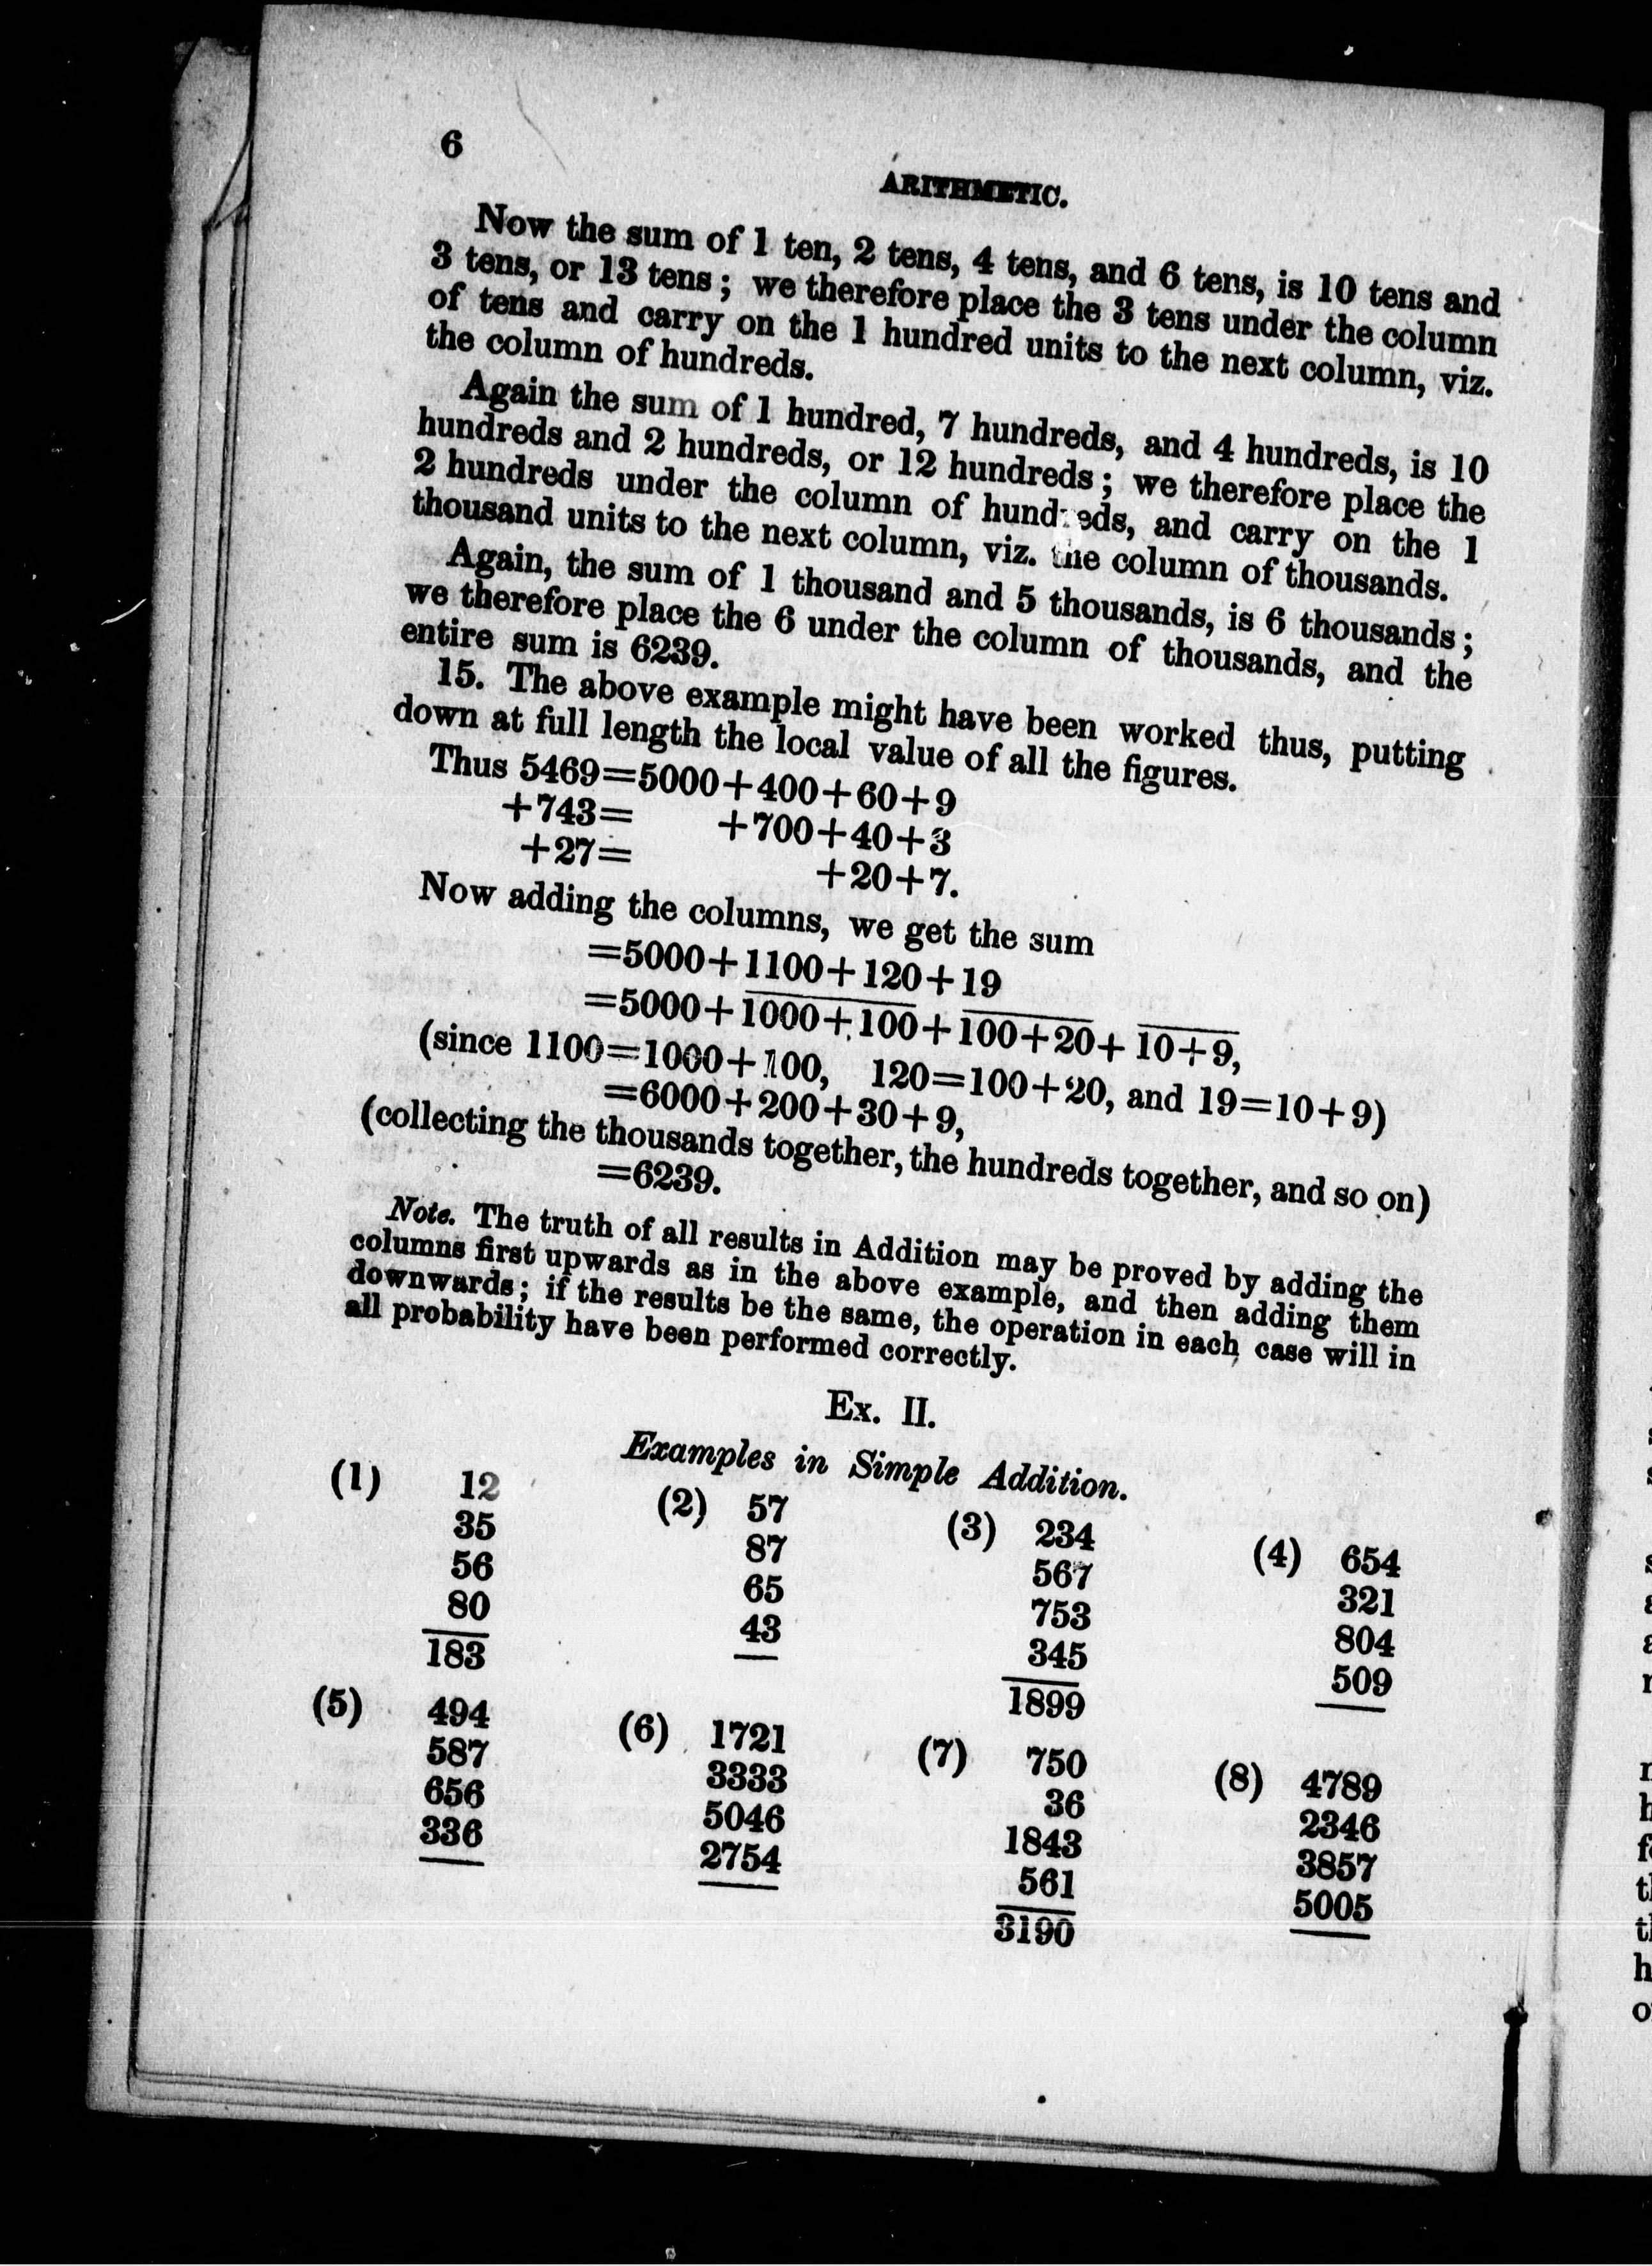 6
ARITHMETIC.
Now the sum of 1 ten, 2 tens, 4 tens, and 6 tens, is 10 tens and
3 tens, or 13 tens; we therefore place the 3 tens under the column
of tens and carry on the 1 hundred units to the next column, viz.
the column of hundreds.
Again the sum of 1 hundred, 7 hundreds, and 4 hundreds, is 10
hundreds and 2 hundreds, or 12 hundreds; we therefore place the
2 hundreds under the column of hundreds, and carry on the 1
thousand units to the next column, viz. the column of thousands.
Again, the sum of 1 thousand and 5 thousands, is 6 thousands;
we therefore place the 6 under the column of thousands, and the
entire sum is 6239.
15. The above example might have been worked thus, putting
down at full length the local value of all the figures.
Thus 5469=5000+400+60+9
+743= +700+40+3
+27= +20+7.
Now adding the columns, we get the sum
=5000+1100+120+19
=5000+1000+100+100+20+10+9,
(since 1100=1000+100, 120=100+20, and 19=10+9)
=6000+200+30+9,
(collecting the thousands together, the hundreds together, and so on)
=6239.
Note. The truth of all results in Addition may be proved by adding the
columns first upwards as in the above example, and then adding them
downwards; if the results be the same, the operation in each case will in
all probability have been performed correctly.
Ex. II.
Examples in Simple Addition.
(1) 12 (2) 57 (3) 234 (4) 654
35 87 567 321
56 65 753 804
80 43 345 509
183 1899
(5) 494 (6) 1721 (7) 750 (8) 4789
587 3333 36 2346
656 5046 1843 3857
336 2754 561 5005
3190